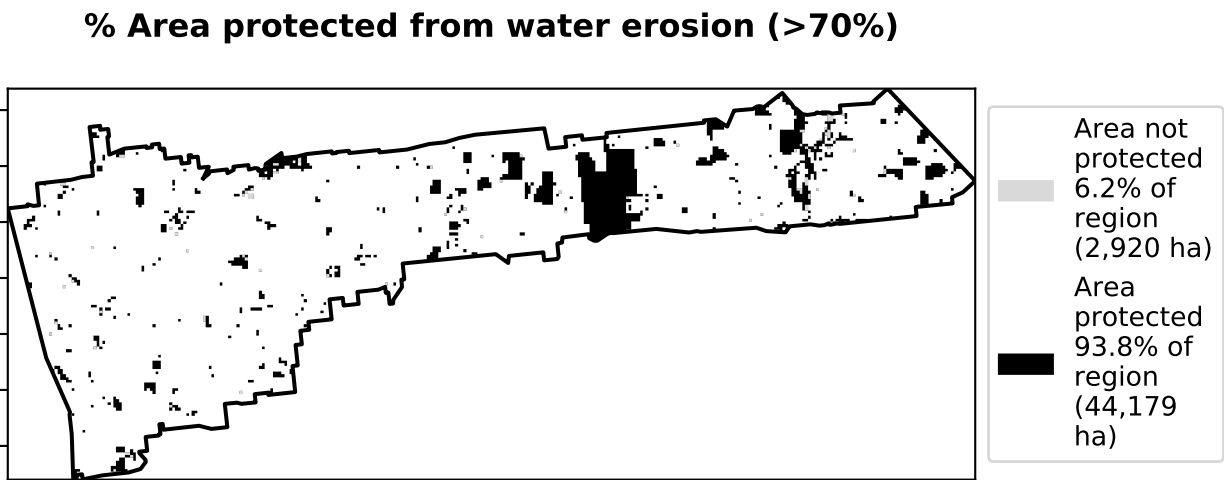 % Area protected from water erosion (>70%)
Area not
protected
6.2% of
region
(2,920 ha)
Area
protected
93.8% of
region
(44,179
ha)